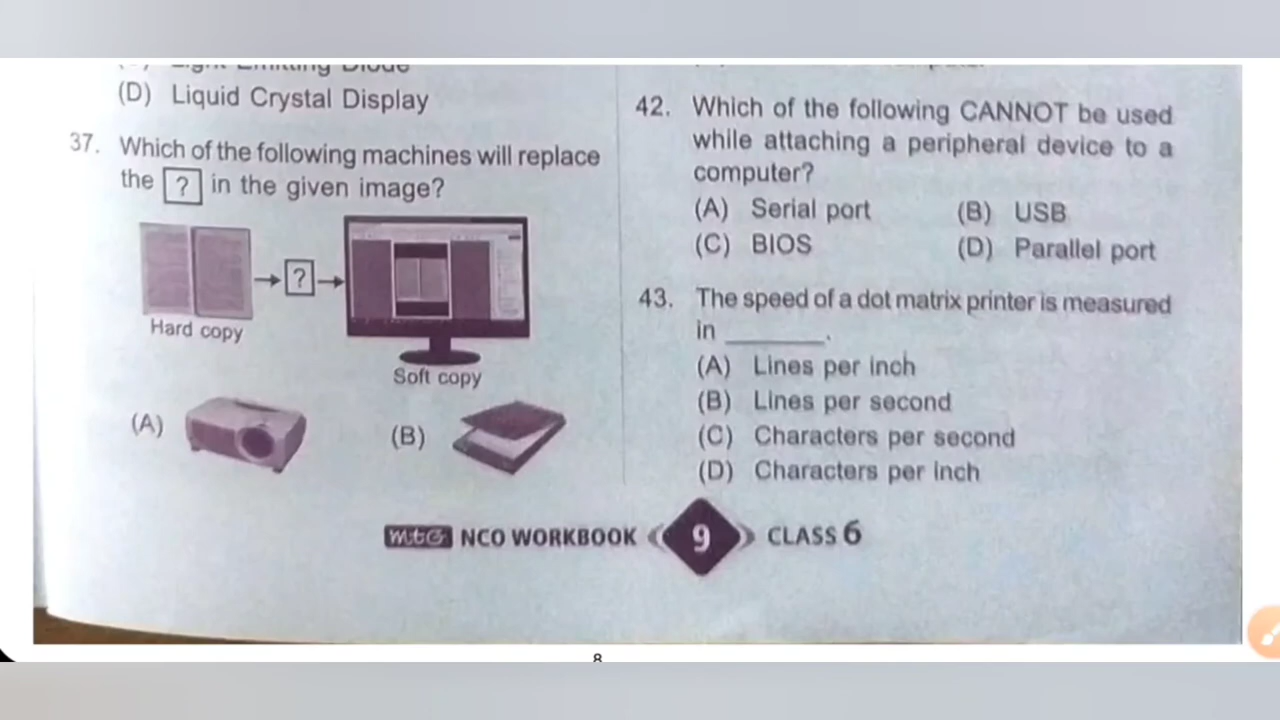 (D) Liquid Crystal Display
37. Which of the following machines will replace
the ? in the given image?
?
Hard copy
Soft copy
(A)
(B)
42. Which of the following CANNOT be used
while attaching a peripheral device to a
computer?
(A) Serial port (B) USB
(C) BIOS (D) Parallel port
43. The speed of a dot matrix printer is measured
in ________.
(A) Lines per inch
(B) Lines per second
(C) Characters per second
(D) Characters per inch
mtG NCO WORKBOOK 9 CLASS 6
8